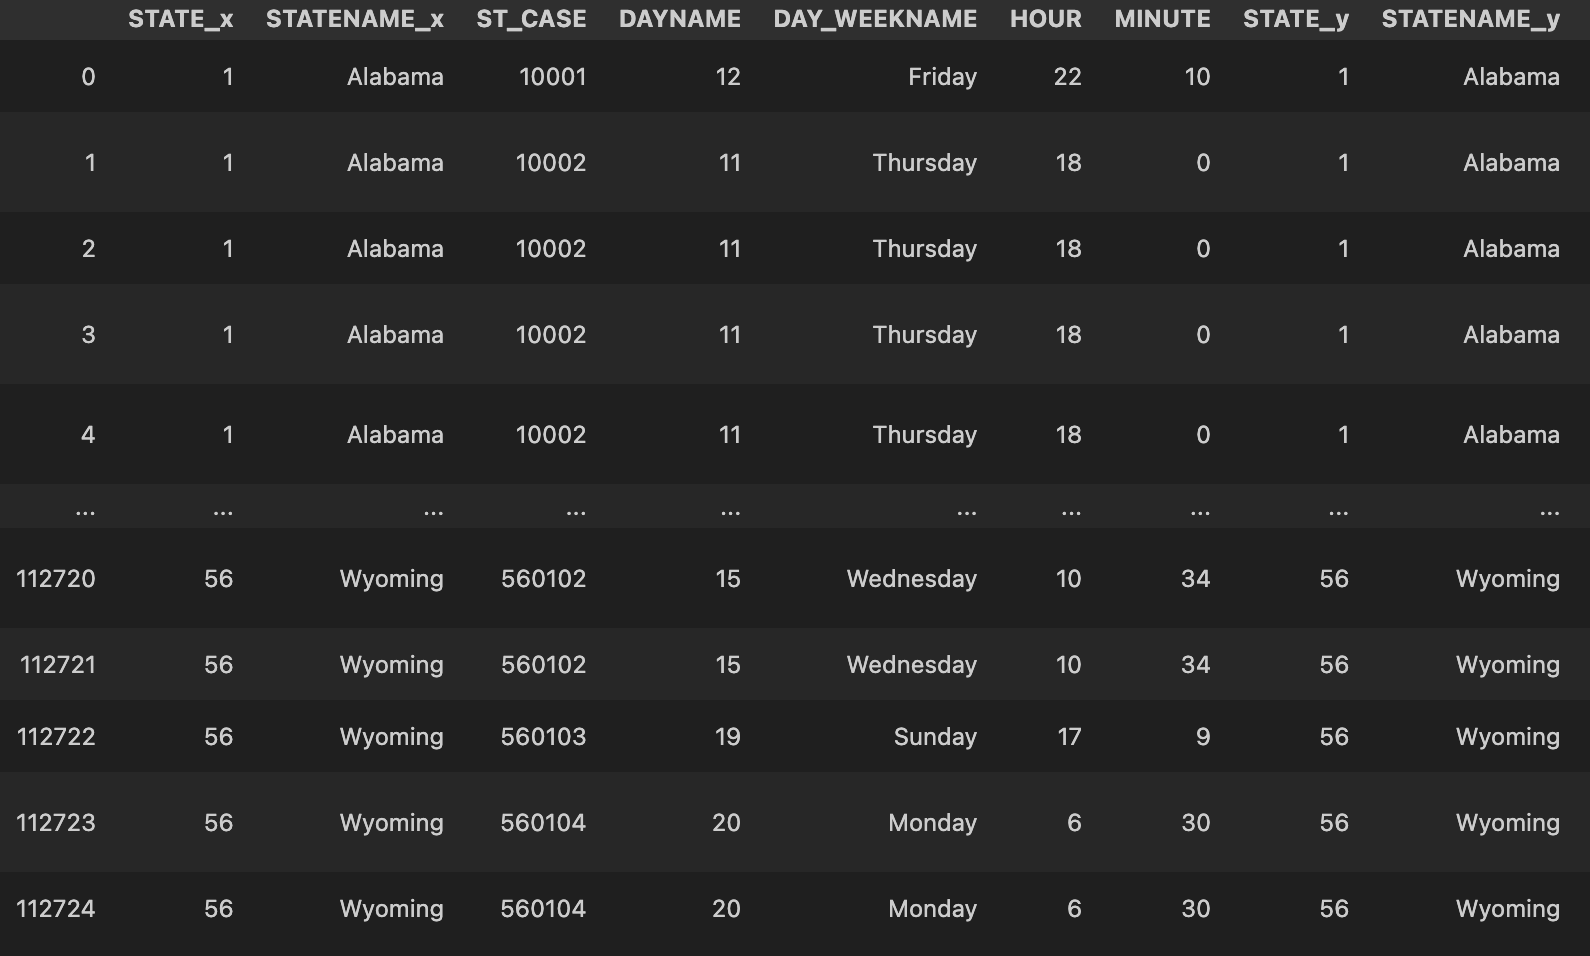 STATE_x STATENAME_x ST_CASE DAYNAME DAY_WEEKNAME HOUR MINUTE STATE_y STATENAME_y
0 1 Alabama 10001 12 Friday 22 10 1 Alabama
1 1 Alabama 10002 11 Thursday 18 0 1 Alabama
2 1 Alabama 10002 11 Thursday 18 0 1 Alabama
3 1 Alabama 10002 11 Thursday 18 0 1 Alabama
4 1 Alabama 10002 11 Thursday 18 0 1 Alabama
... ... ... ... ... ... ... ... ... ...
112720 56 Wyoming 560102 15 Wednesday 10 34 56 Wyoming
112721 56 Wyoming 560102 15 Wednesday 10 34 56 Wyoming
112722 56 Wyoming 560103 19 Sunday 17 9 56 Wyoming
112723 56 Wyoming 560104 20 Monday 6 30 56 Wyoming
112724 56 Wyoming 560104 20 Monday 6 30 56 Wyoming